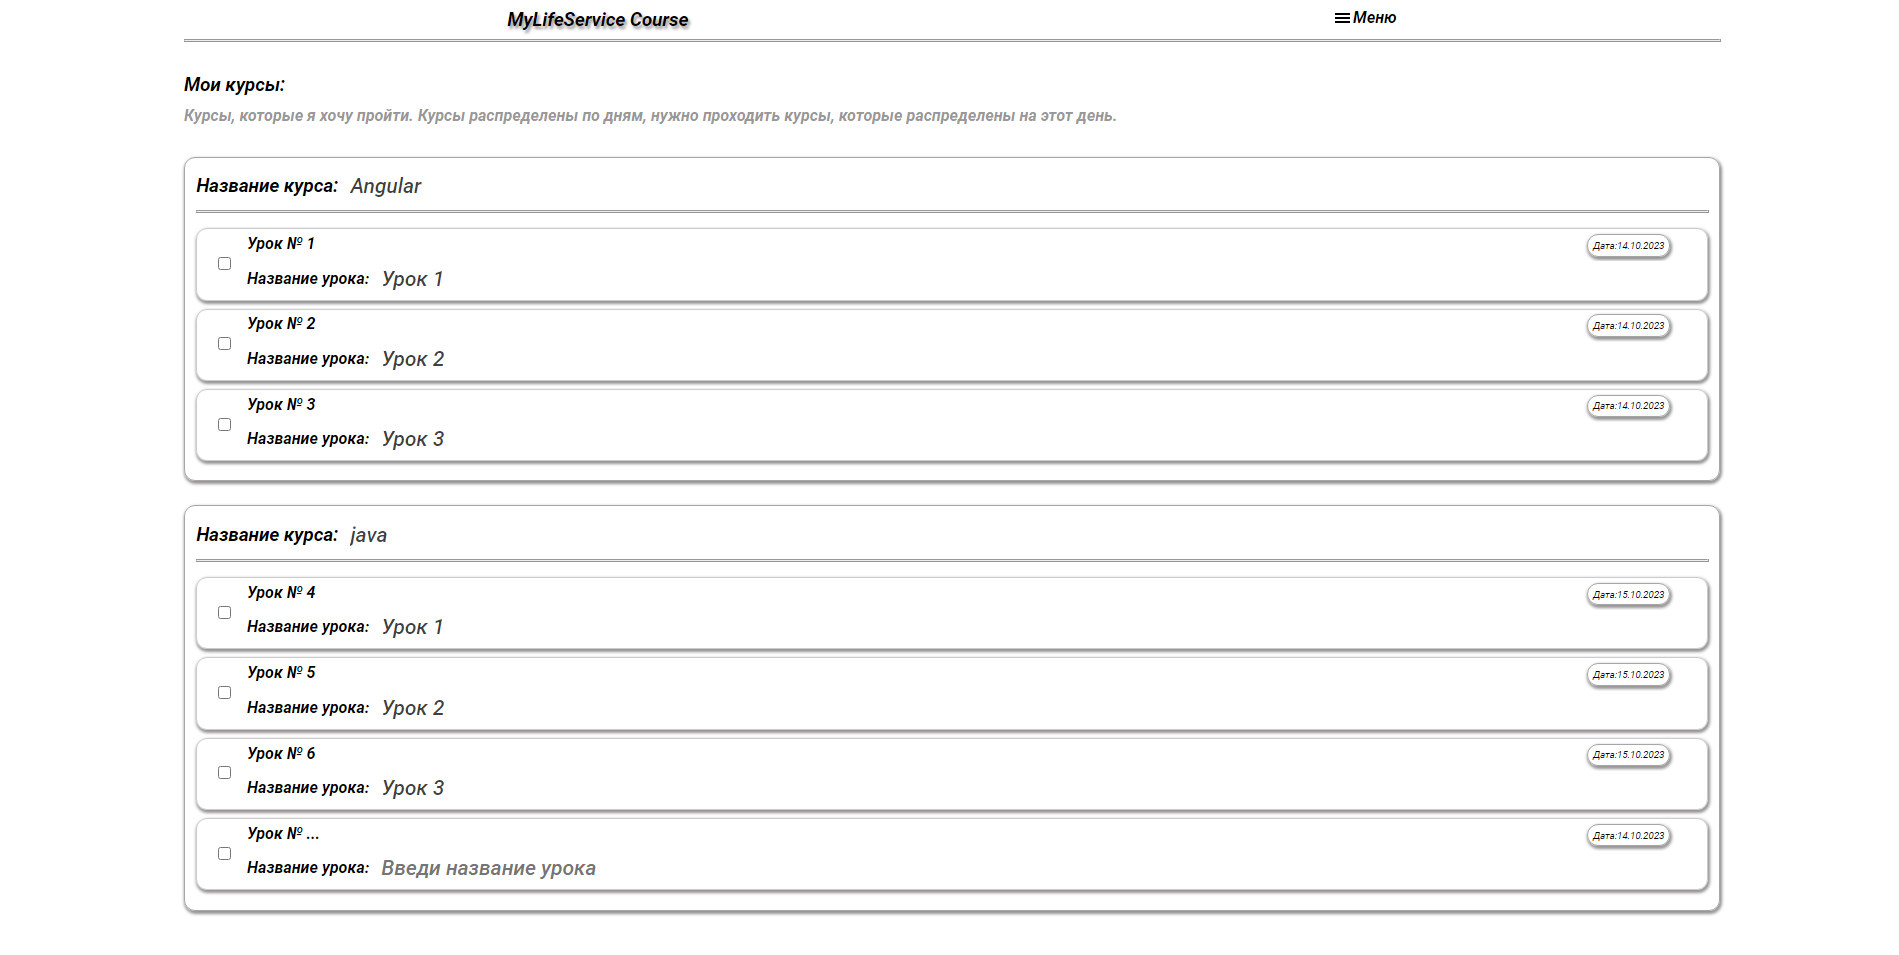 MyLifeService Course
Меню
Мои курсы:
Курсы, которые я хочу пройти. Курсы распределены по дням, нужно проходить курсы, которые распределены на этот день.
Название курса: Angular
Урок № 1
Дата:14.10.2023
Название урока: Урок 1
Урок № 2
Дата:14.10.2023
Название урока: Урок 2
Урок № 3
Дата:14.10.2023
Название урока: Урок 3
Название курса: java
Урок № 4
Дата:15.10.2023
Название урока: Урок 1
Урок № 5
Дата:15.10.2023
Название урока: Урок 2
Урок № 6
Дата:15.10.2023
Название урока: Урок 3
Урок № ...
Дата:14.10.2023
Название урока: Введи название урока